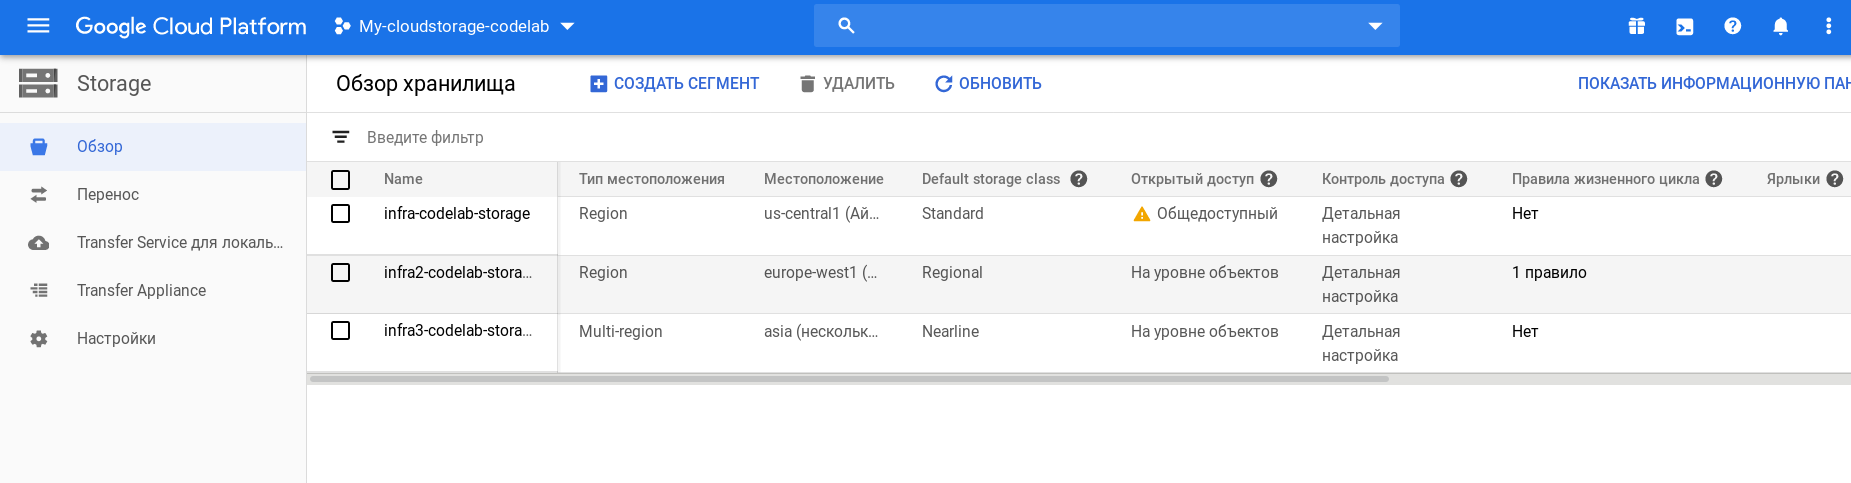 Google Cloud Platform My-cloudstorage-codelab
Storage
Обзор хранилища СОЗДАТЬ СЕГМЕНТ УДАЛИТЬ ОБНОВИТЬ ПОКАЗАТЬ ИНФОРМАЦИОННУЮ ПАН
Обзор
Перенос
Transfer Service для локаль...
Transfer Appliance
Настройки
Введите фильтр
Name Тип местоположения Местоположение Default storage class Открытый доступ Контроль доступа Правила жизненного цикла Ярлыки
infra-codelab-storage Region us-central1 (Ай... Standard Общедоступный Детальная настройка Нет
infra2-codelab-stora... Region europe-west1 (... Regional На уровне объектов Детальная настройка 1 правило
infra3-codelab-stora... Multi-region asia (нескольк... Nearline На уровне объектов Детальная настройка Нет